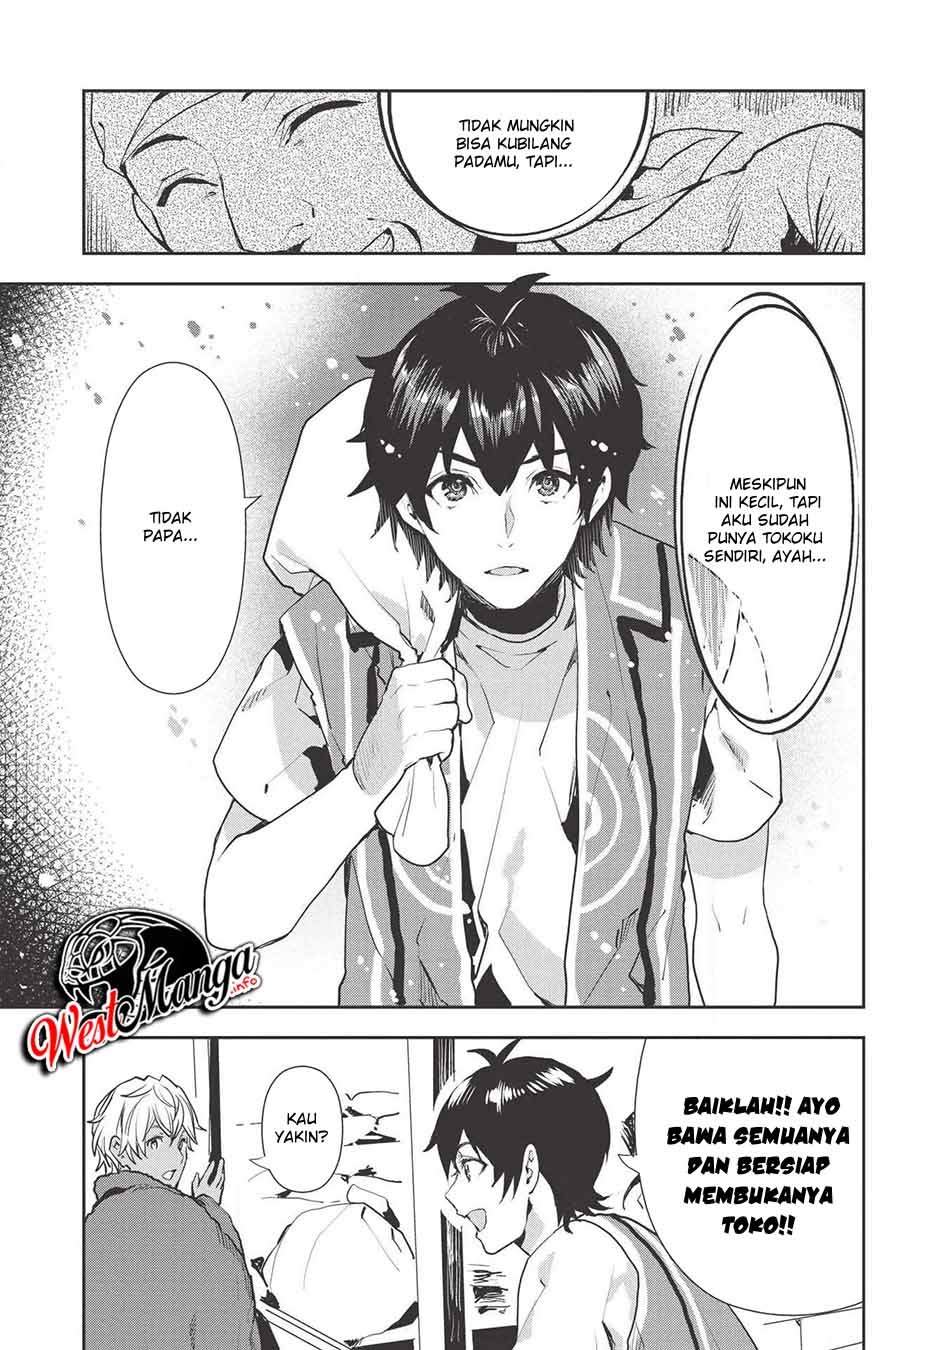 TIDAK MUNGKIN
BISA KUBILANG
PADAMU, TAPI...
MESKIPUN
INI KECIL, TAPI
AKU SUDAH
PUNYA TOKOKU
SENDIRI, AYAH...
TIDAK
PAPA...
WestManga
.info
BAIKLAH!! AYO
BAWA SEMUANYA
DAN BERSIAP
MEMBUKANYA
TOKO!!
KAU
YAKIN?